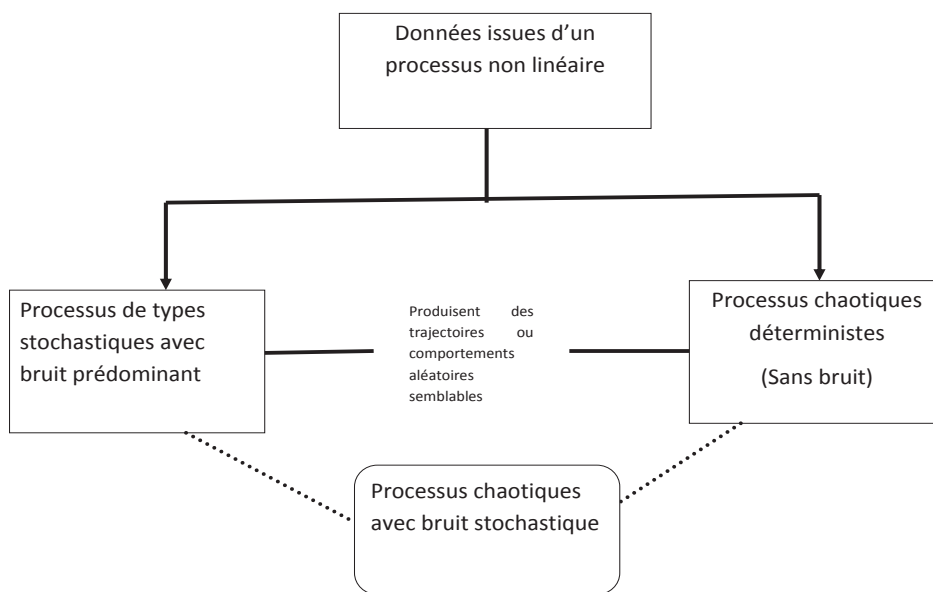 Données issues d'un
processus non linéaire
Processus de types
stochastiques avec
bruit prédominant
Produisent des
trajectoires ou
comportements
aléatoires
semblables
Processus chaotiques
déterministes
(Sans bruit)
Processus chaotiques
avec bruit stochastique